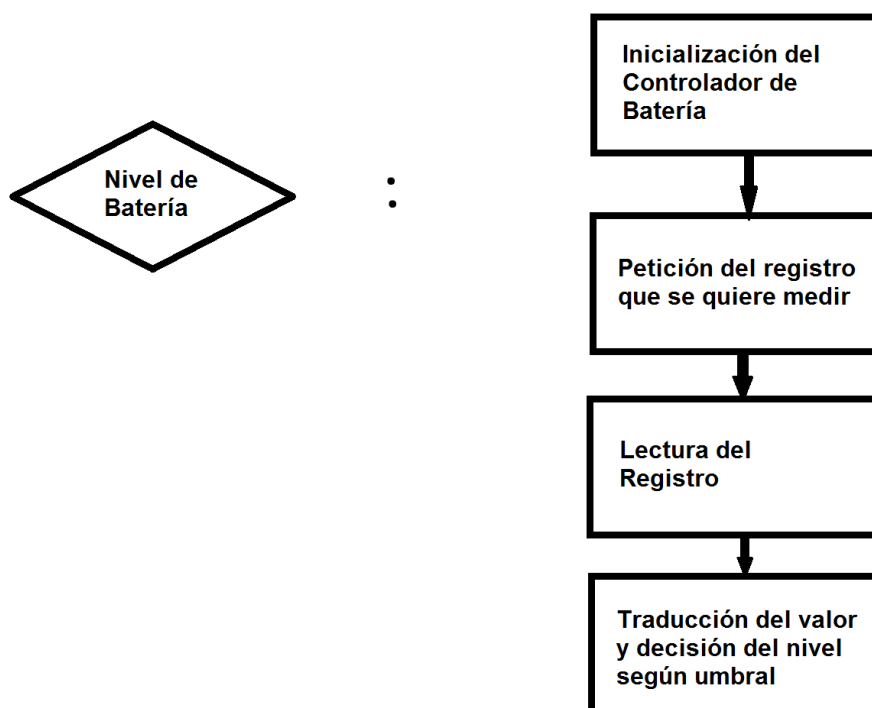 Nivel de
Batería
:
Inicialización del
Controlador de
Batería
Petición del registro
que se quiere medir
Lectura del
Registro
Traducción del valor
y decisión del nivel
según umbral